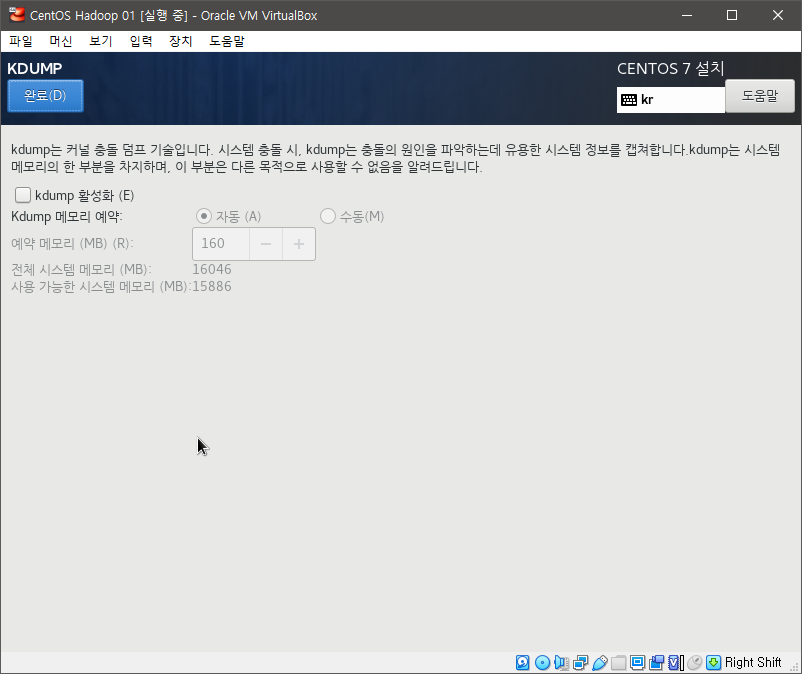 CentOS Hadoop 01 [실행 중] - Oracle VM VirtualBox
파일 머신 보기 입력 장치 도움말
KDUMP
CENTOS 7 설치
완료(D)
kr
도움말
kdump는 커널 충돌 덤프 기술입니다. 시스템 충돌 시, kdump는 충돌의 원인을 파악하는데 유용한 시스템 정보를 캡쳐합니다.kdump는 시스템
메모리의 한 부분을 차지하며, 이 부분은 다른 목적으로 사용할 수 없음을 알려드립니다.
kdump 활성화 (E)
Kdump 메모리 예약: 자동 (A) 수동(M)
예약 메모리 (MB) (R): 160 − +
전체 시스템 메모리 (MB): 16046
사용 가능한 시스템 메모리 (MB):15886
Right Shift